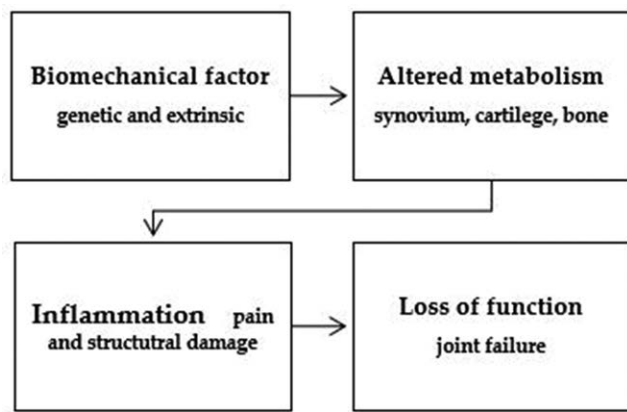 Biomechanical factor
genetic and extrinsic
Altered metabolism
synovium, cartilege, bone
Inflammation pain
and structutral damage
Loss of function
joint failure